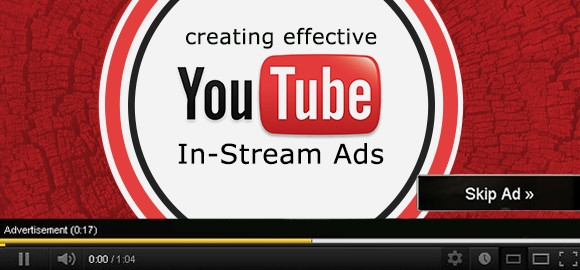 creating effective
YouTube
In-Stream Ads
Skip Ad »
Advertisement (0:17)
0:00 / 1:04